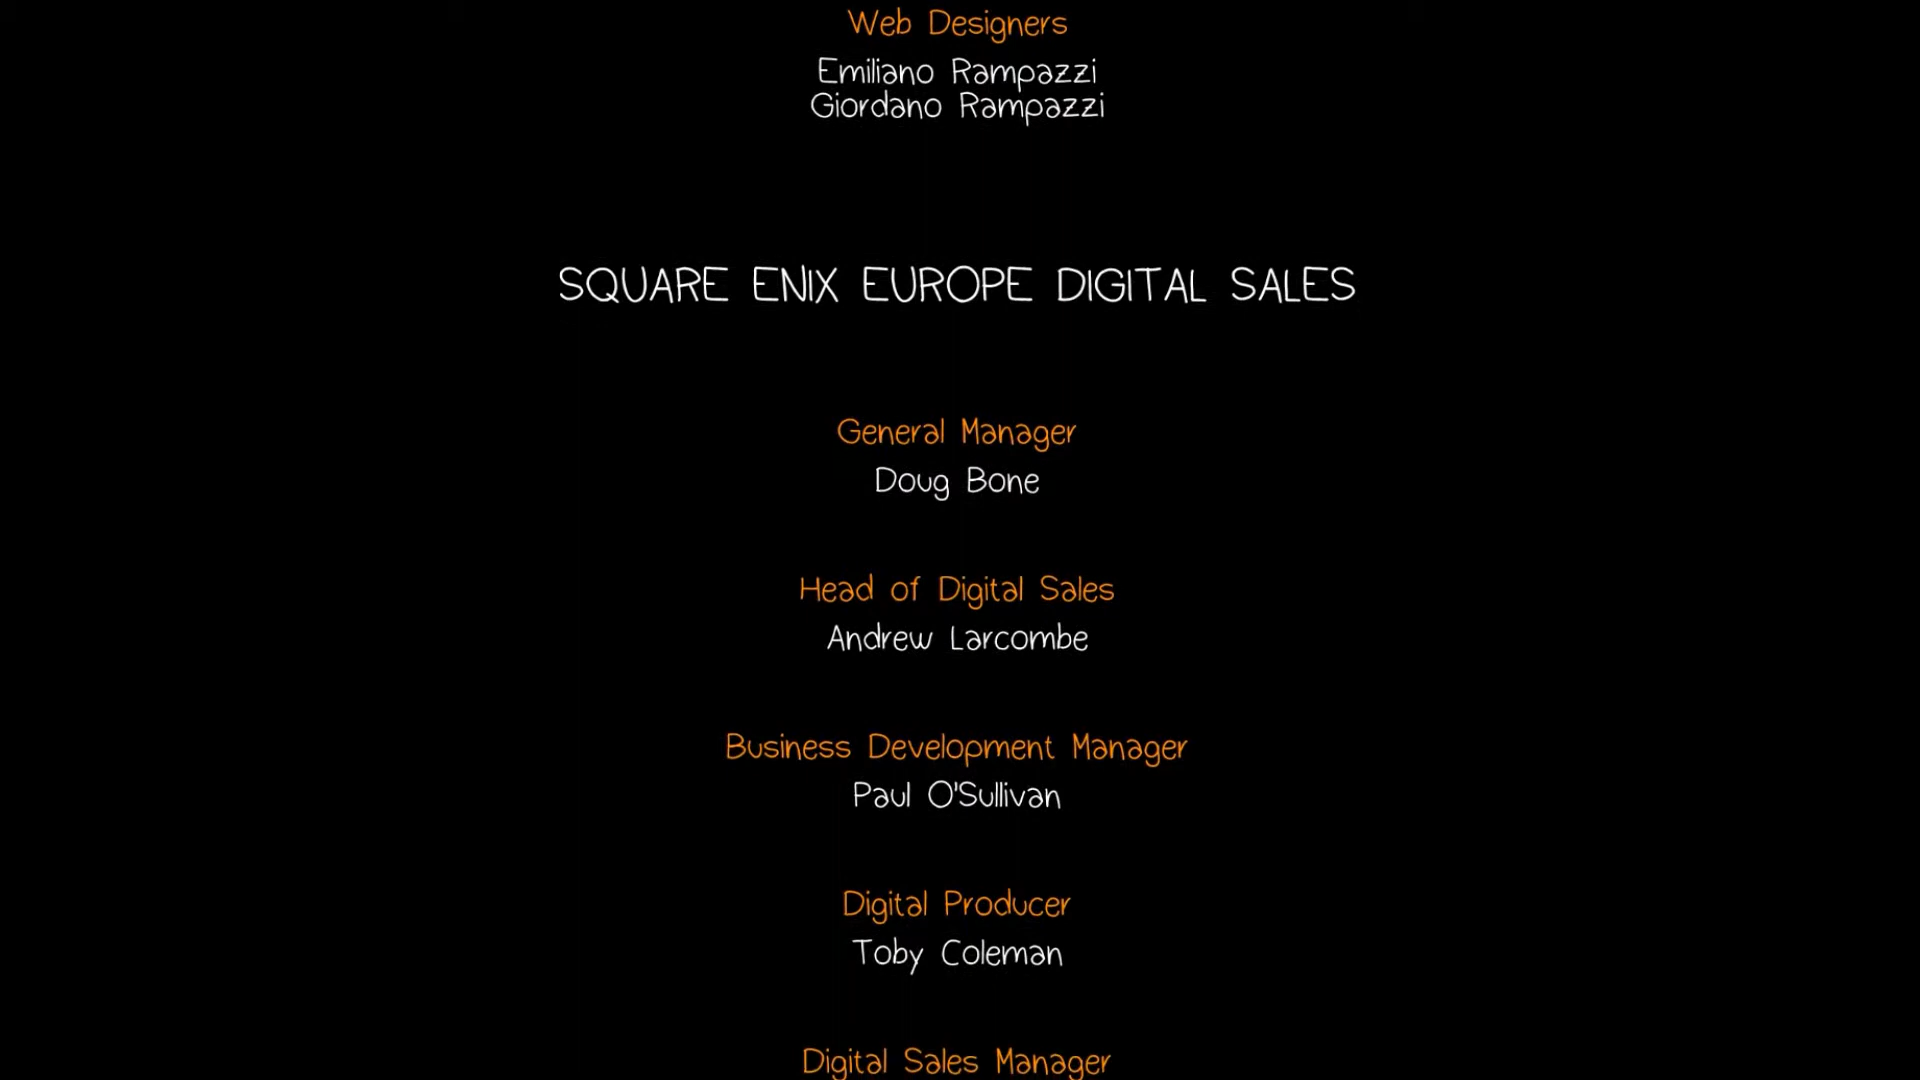 Web Designers
Emiliano Rampazzi
Giordano Rampazzi
SQUARE ENIX EUROPE DIGITAL SALES
General Manager
Doug Bone
Head of Digital Sales
Andrew Larcombe
Business Development Manager
Paul O'Sullivan
Digital Producer
Toby Coleman
Digital Sales Manager